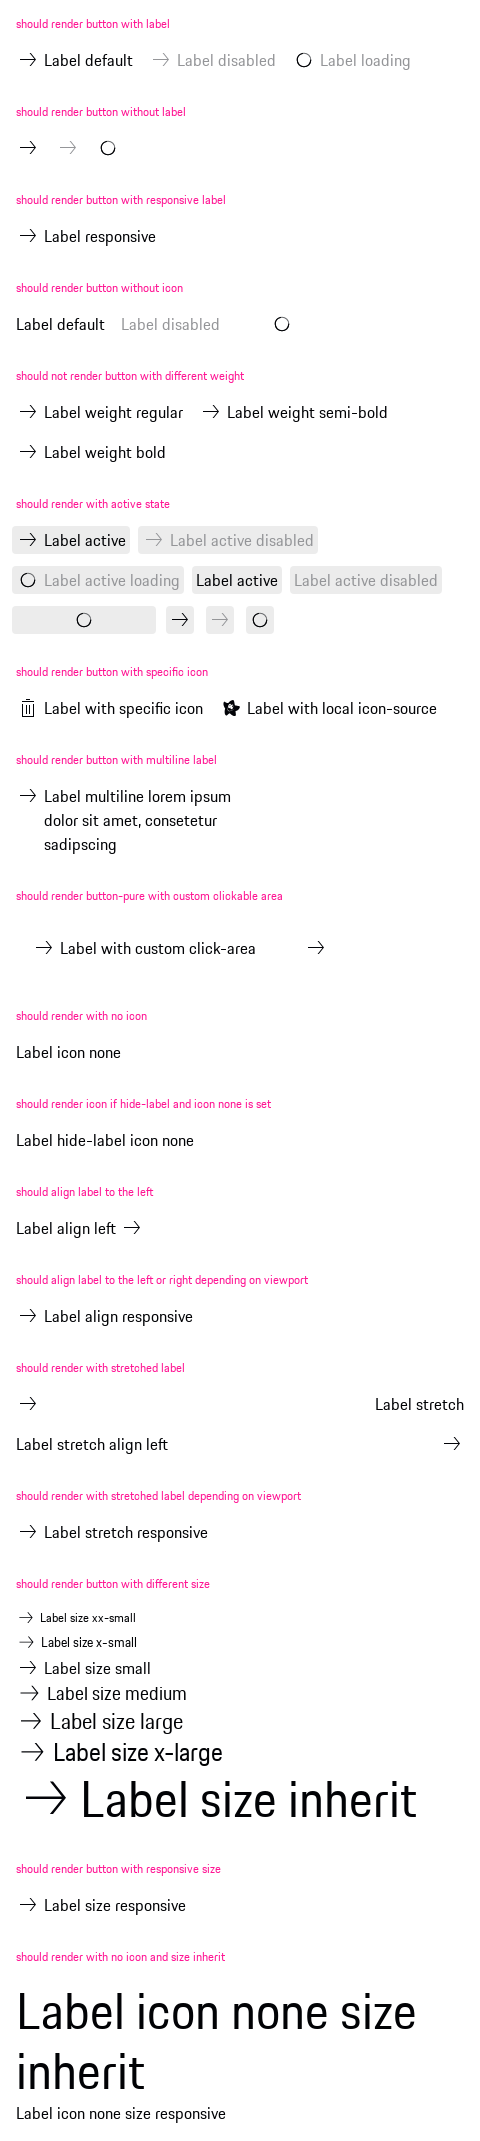 should render button with label
Label default Label disabled Label loading
should render button without label
should render button with responsive label
Label responsive
should render button without icon
Label default Label disabled
should not render button with different weight
Label weight regular Label weight semi-bold
Label weight bold
should render with active state
Label active Label active disabled
Label active loading Label active Label active disabled
should render button with specific icon
Label with specific icon Label with local icon-source
should render button with multiline label
Label multiline lorem ipsum
dolor sit amet, consetetur
sadipscing
should render button-pure with custom clickable area
Label with custom click-area
should render with no icon
Label icon none
should render icon if hide-label and icon none is set
Label hide-label icon none
should align label to the left
Label align left
should align label to the left or right depending on viewport
Label align responsive
should render with stretched label
Label stretch
Label stretch align left
should render with stretched label depending on viewport
Label stretch responsive
should render button with different size
Label size xx-small
Label size x-small
Label size small
Label size medium
Label size large
Label size x-large
Label size inherit
should render button with responsive size
Label size responsive
should render with no icon and size inherit
Label icon none size
inherit
Label icon none size responsive